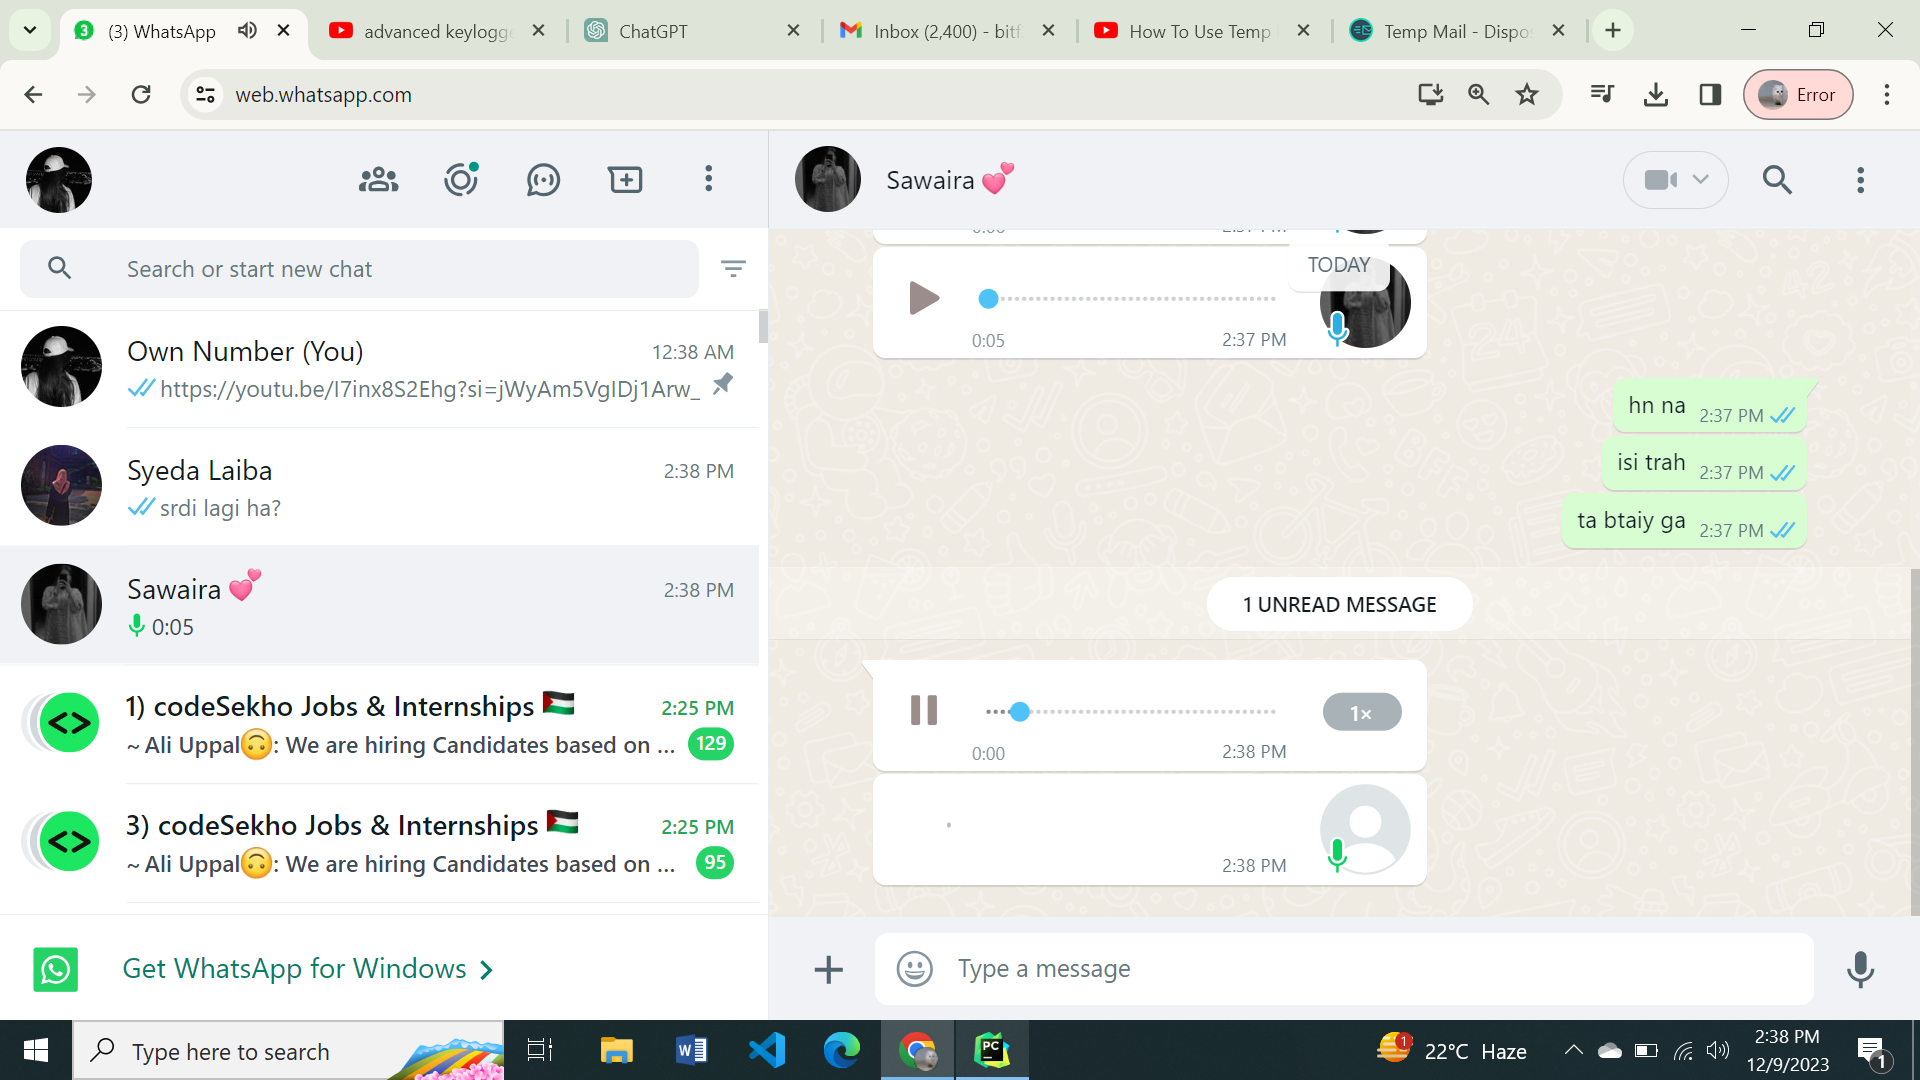 (3) WhatsApp
advanced keylogge
ChatGPT
Inbox (2,400) - bitf
How To Use Temp
Temp Mail - Dispos
web.whatsapp.com
Error
Sawaira 💕
Search or start new chat
Own Number (You)
12:38 AM
https://youtu.be/I7inx8S2Ehg?si=jWyAm5VgIDj1Arw_
Syeda Laiba
2:38 PM
srdi lagi ha?
Sawaira 💕
2:38 PM
0:05
1) codeSekho Jobs & Internships 🇵🇸
2:25 PM
~ Ali Uppal🙃: We are hiring Candidates based on ...
129
3) codeSekho Jobs & Internships 🇵🇸
2:25 PM
~ Ali Uppal🙃: We are hiring Candidates based on ...
95
Get WhatsApp for Windows
TODAY
0:05
2:37 PM
hn na 2:37 PM
isi trah 2:37 PM
ta btaiy ga 2:37 PM
1 UNREAD MESSAGE
1×
0:00
2:38 PM
2:38 PM
Type a message
Type here to search
1
22°C Haze
2:38 PM
12/9/2023
1